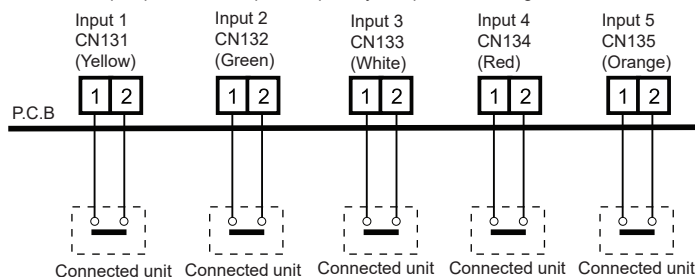 Input 1
CN131
(Yellow)
Input 2
CN132
(Green)
Input 3
CN133
(White)
Input 4
CN134
(Red)
Input 5
CN135
(Orange)
1 2
1 2
1 2
1 2
1 2
P.C.B
Connected unit
Connected unit
Connected unit
Connected unit
Connected unit